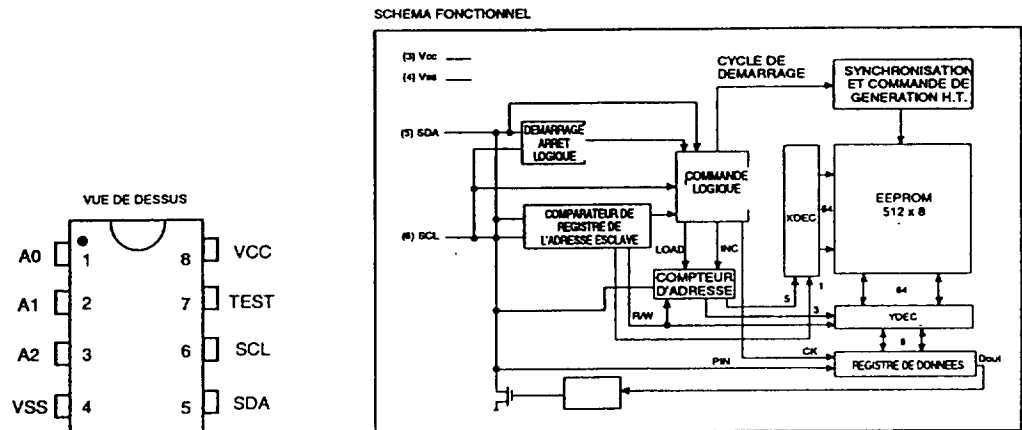 SCHEMA FONCTIONNEL
(3) Vcc
(4) Vss
CYCLE DE
DEMARRAGE
SYNCHRONISATION
ET COMMANDE DE
GENERATION H.T.
(5) SDA
DEMARRAGE
ARRET
LOGIQUE
COMMANDE
LOGIQUE
XDEC
64
EEPROM
512 x 8
COMPARATEUR DE
REGISTRE DE
L'ADRESSE ESCLAVE
(6) SCL
LOAD
INC
COMPTEUR
D'ADRESSE
5
1
64
R/W
3
YDEC
8
PIN
CK
REGISTRE DE DONNEES
Dout
VUE DE DESSUS
A0 1 8 VCC
A1 2 7 TEST
A2 3 6 SCL
VSS 4 5 SDA